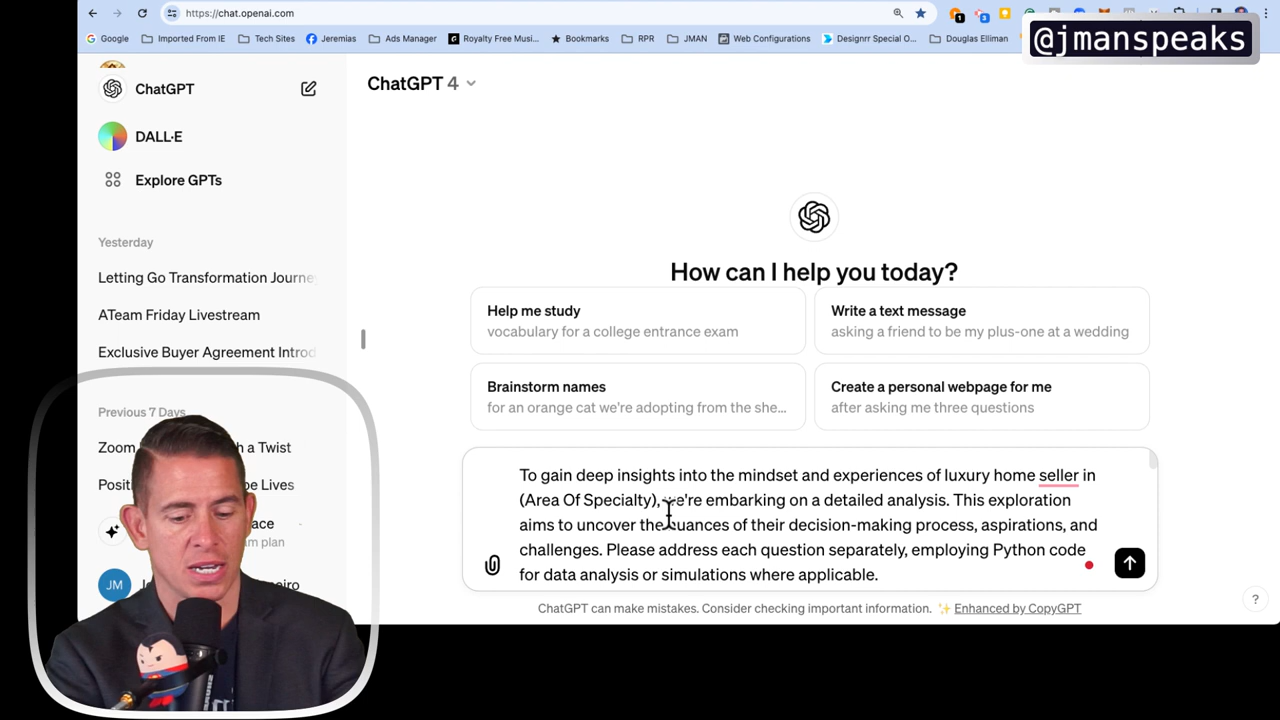 https://chat.openai.com
@jmanspeaks
Google
Imported From IE
Tech Sites
Jeremias
Ads Manager
Royalty Free Musi...
Bookmarks
RPR
JMAN
Web Configurations
Designrr Special O...
Douglas Elliman
ChatGPT
DALL·E
Explore GPTs
Yesterday
Letting Go Transformation Journe
ATeam Friday Livestream
Exclusive Buyer Agreement Introd
Previous 7 Days
Zoom h a Twist
Posit e Lives
ace
m plan
JM
ChatGPT 4
How can I help you today?
Help me study
vocabulary for a college entrance exam
Write a text message
asking a friend to be my plus-one at a wedding
Brainstorm names
for an orange cat we're adopting from the she...
Create a personal webpage for me
after asking me three questions
To gain deep insights into the mindset and experiences of luxury home seller in
(Area Of Specialty), we're embarking on a detailed analysis. This exploration
aims to uncover the nuances of their decision-making process, aspirations, and
challenges. Please address each question separately, employing Python code
for data analysis or simulations where applicable.
ChatGPT can make mistakes. Consider checking important information. ✨ Enhanced by CopyGPT
?